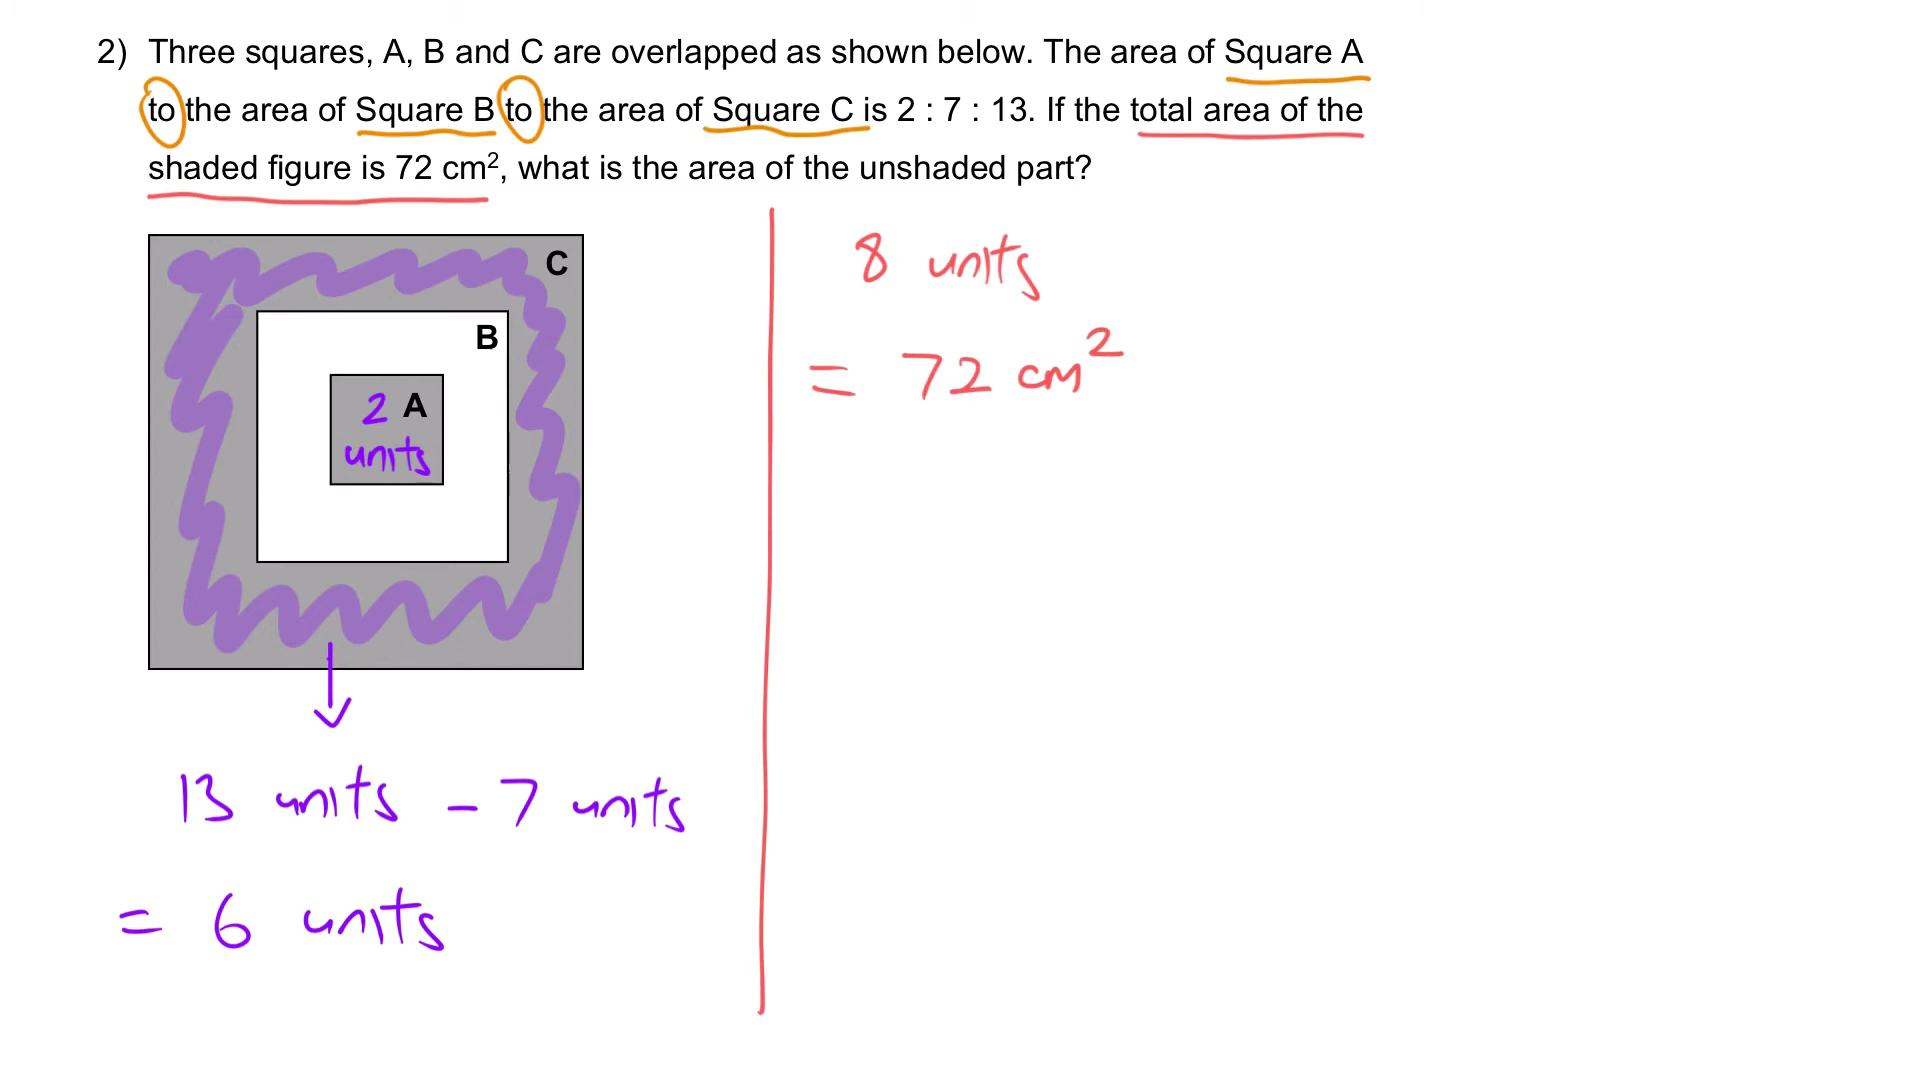 2) Three squares, A, B and C are overlapped as shown below. The area of Square A
to the area of Square B to the area of Square C is 2 : 7 : 13. If the total area of the
shaded figure is 72 cm², what is the area of the unshaded part?
C
B
2 A
units
13 units - 7 units
= 6 units
8 units
= 72 cm²